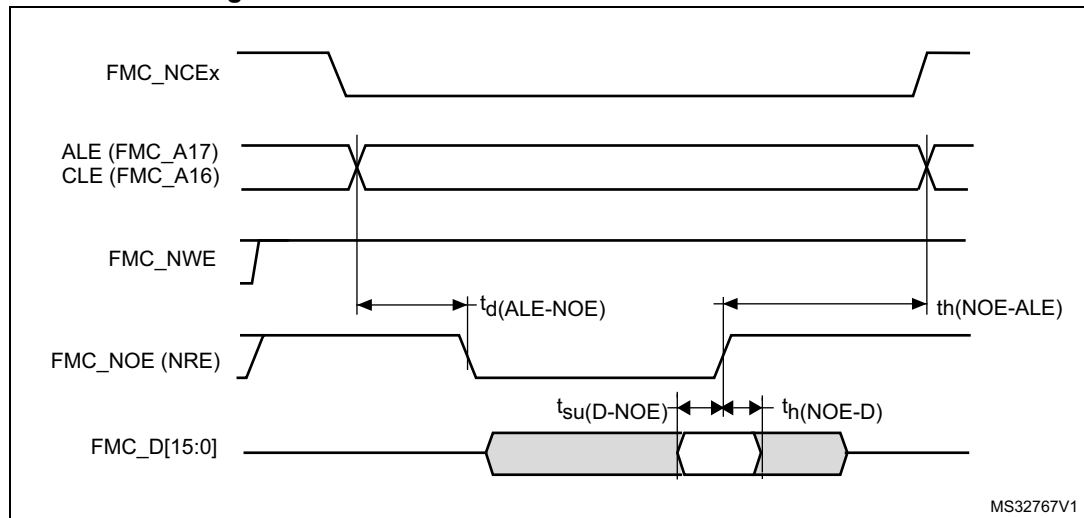 FMC_NCEx
ALE (FMC_A17)
CLE (FMC_A16)
FMC_NWE
td(ALE-NOE)
th(NOE-ALE)
FMC_NOE (NRE)
tsu(D-NOE)
th(NOE-D)
FMC_D[15:0]
MS32767V1